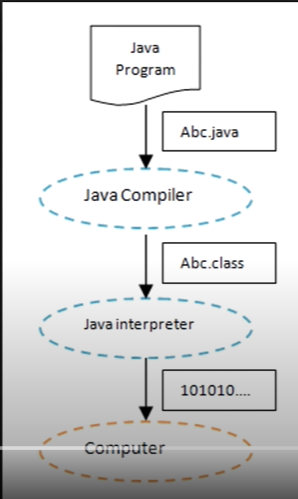 Java
Program
Abc.java
Java Compiler
Abc.class
Java interpreter
101010....
Computer